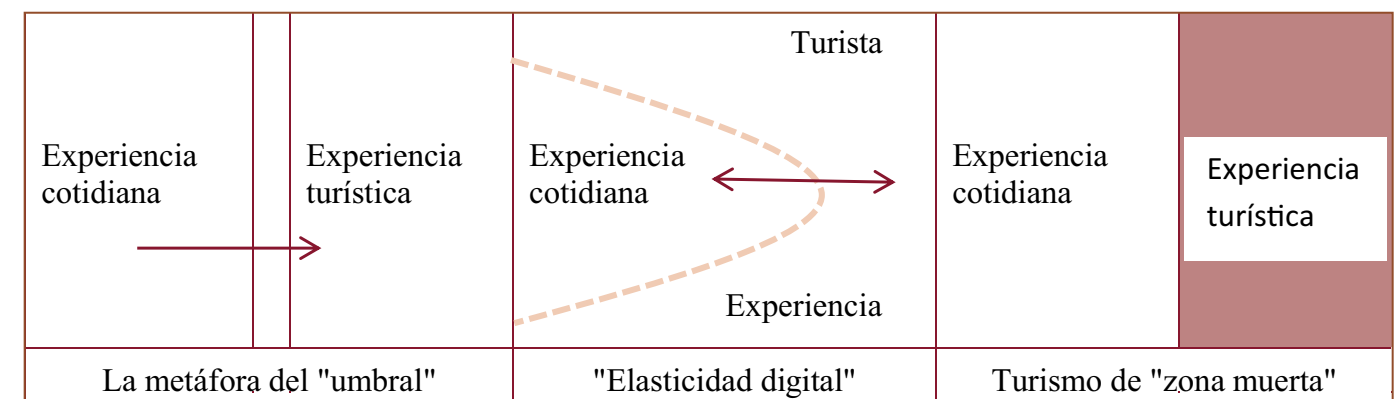 Experiencia
cotidiana
Experiencia
turística
Turista
Experiencia
cotidiana
Experiencia
Experiencia
cotidiana
Experiencia
turística
La metáfora del "umbral"
"Elasticidad digital"
Turismo de "zona muerta"